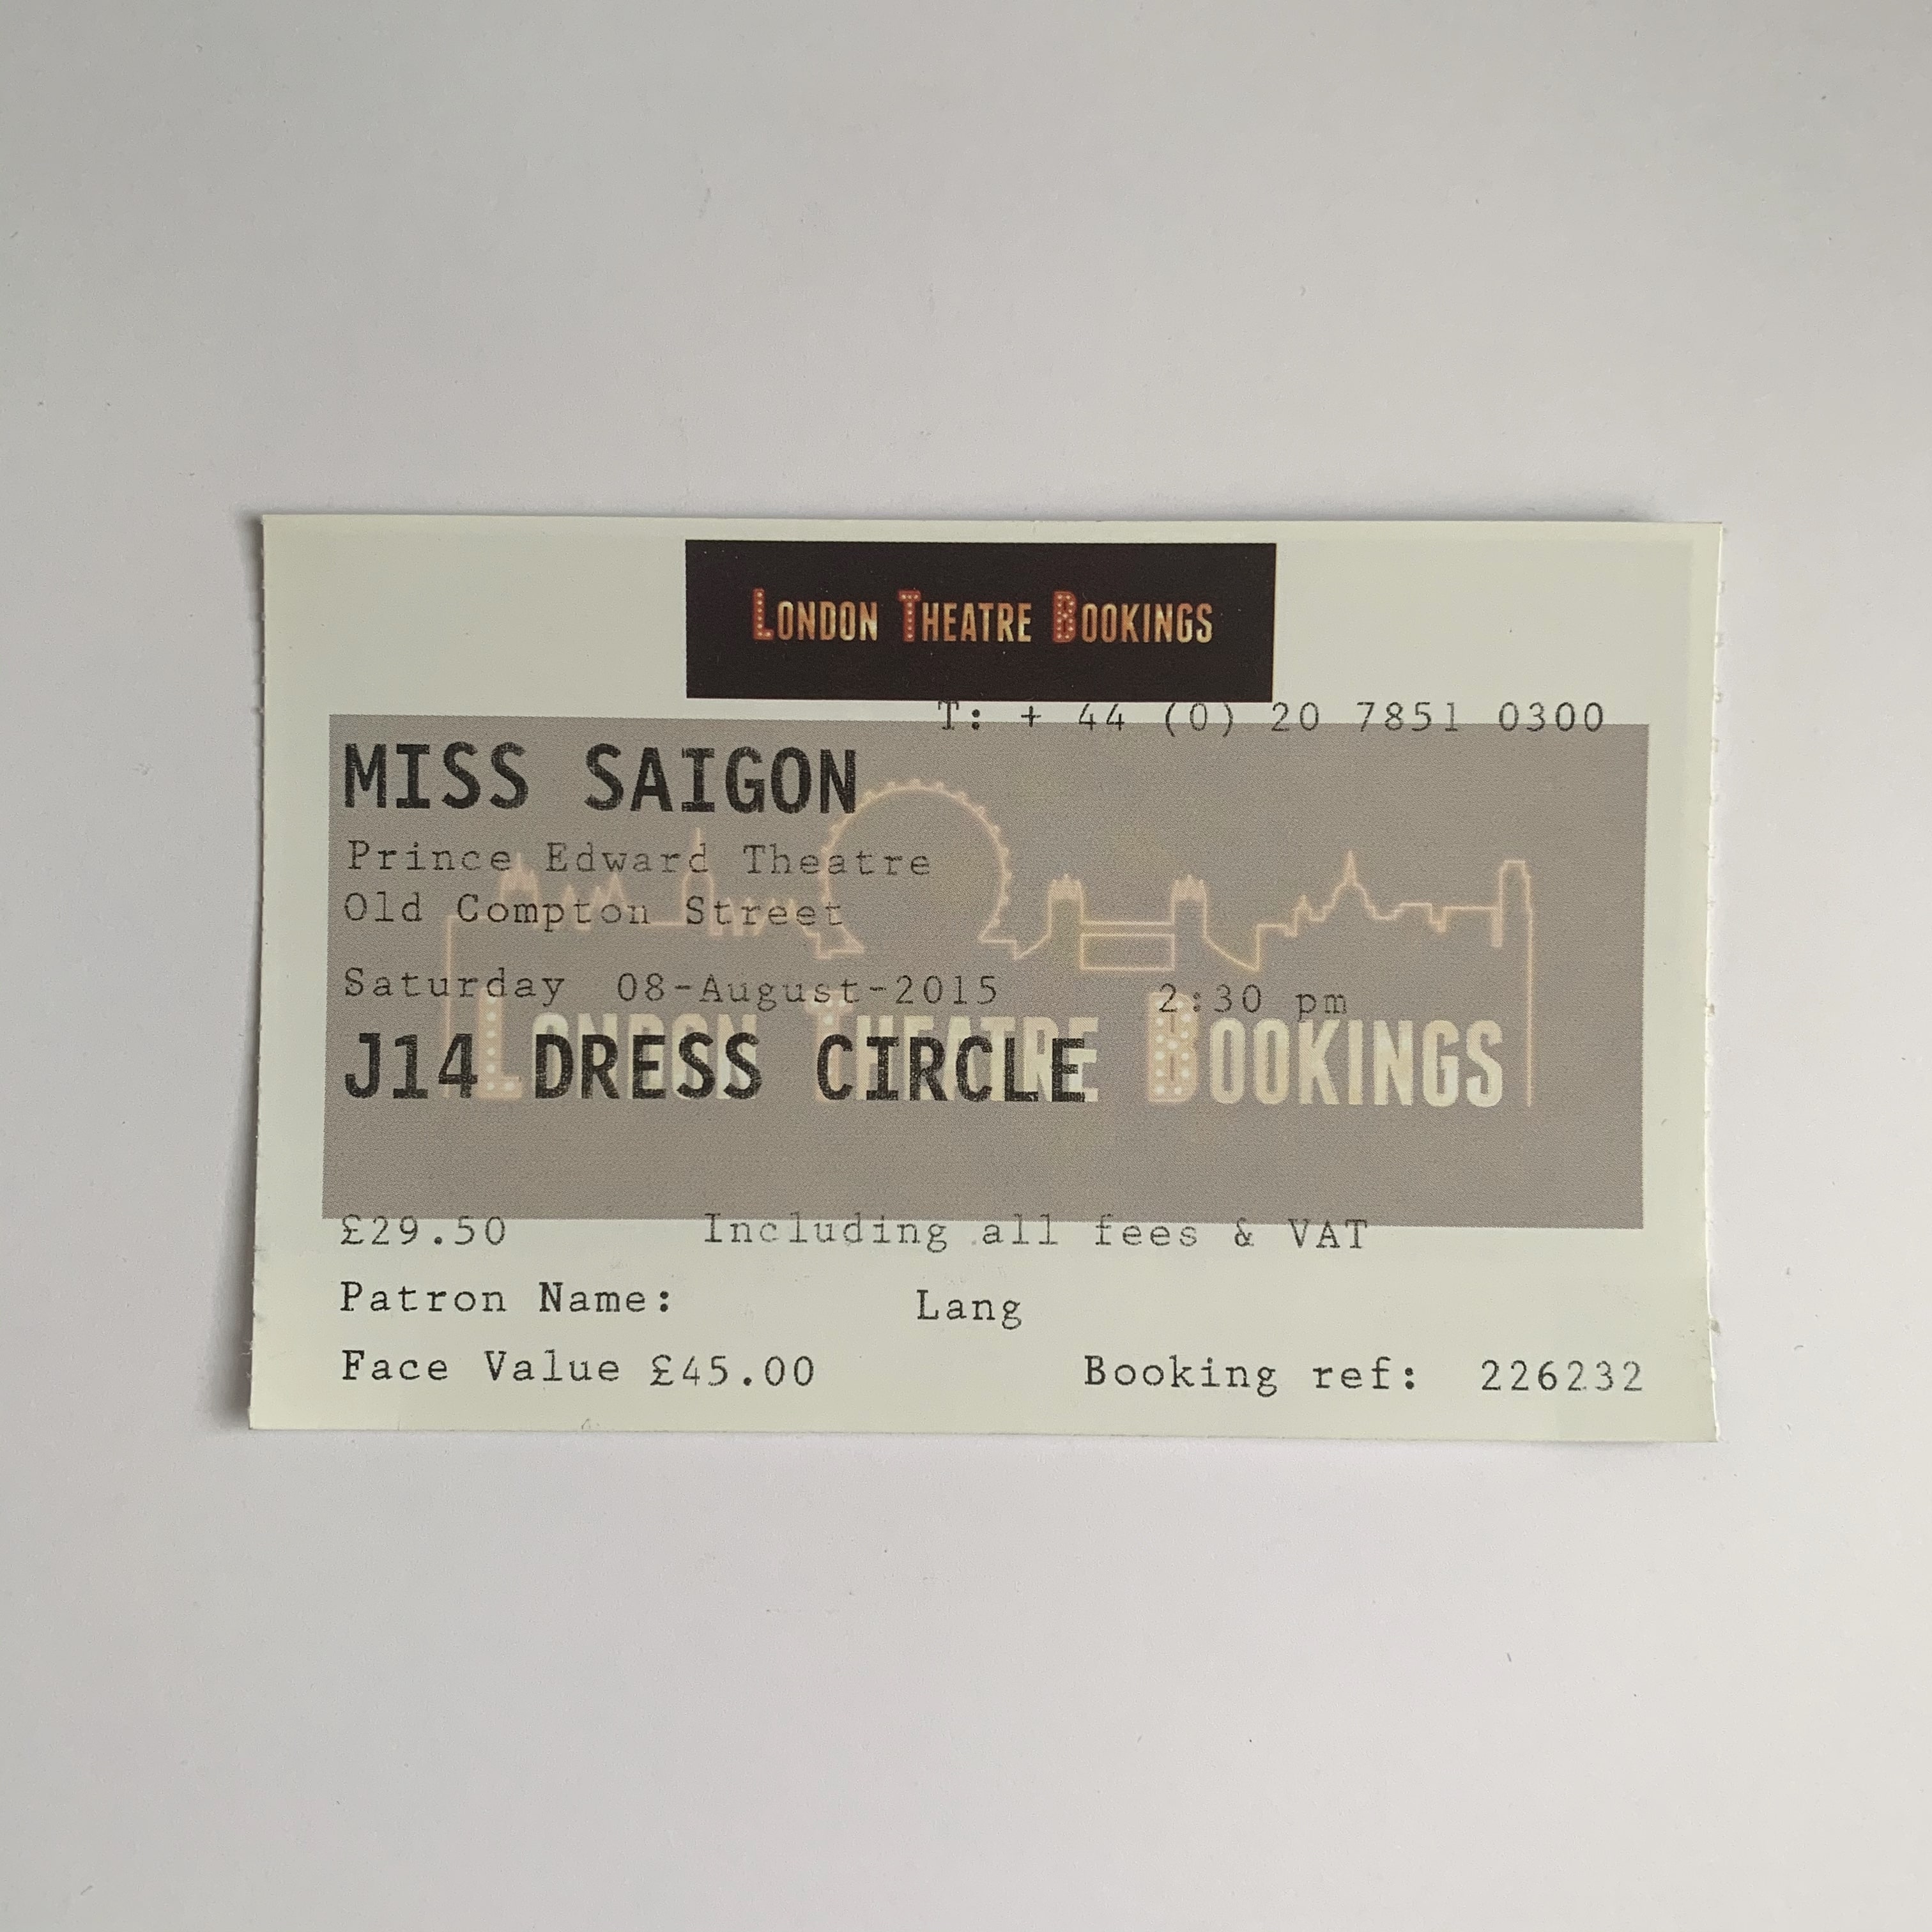 LONDON THEATRE BOOKINGS
T: + 44 (0) 20 7851 0300
MISS SAIGON
Prince Edward Theatre
Old Compton Street
Saturday 08-August-2015 2:30 pm
LONDON THEATRE BOOKINGS
J14 DRESS CIRCLE
£29.50 Including all fees & VAT
Patron Name: Lang
Face Value £45.00 Booking ref: 226232